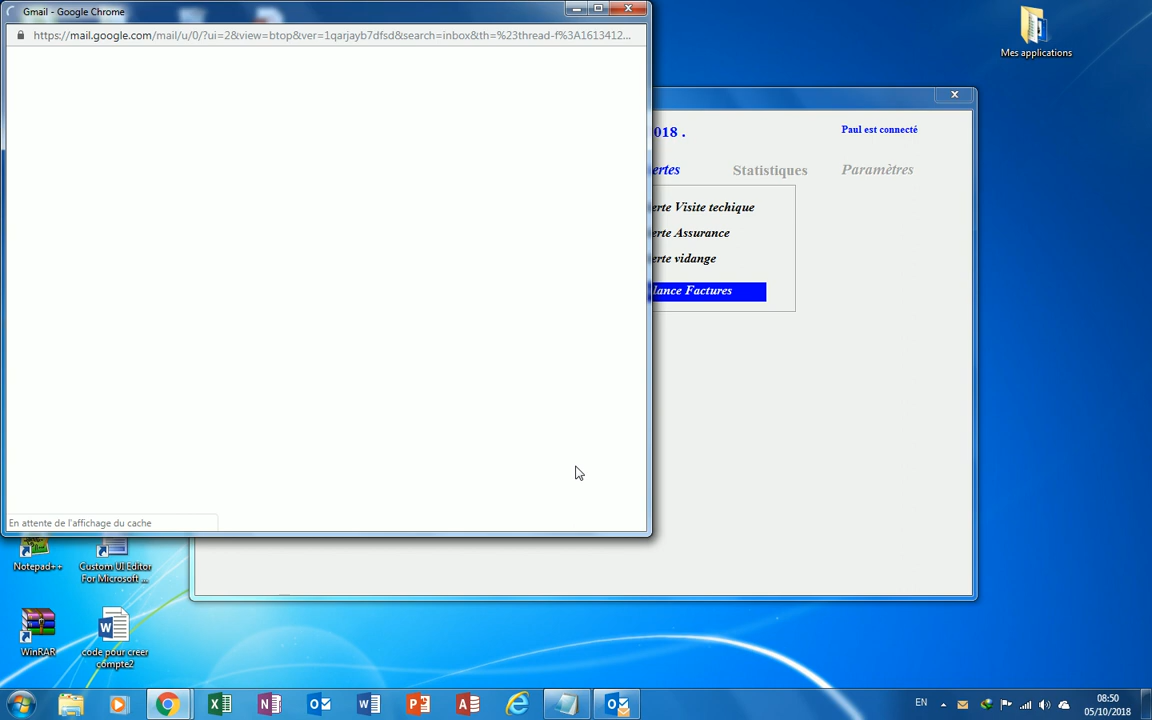 Gmail - Google Chrome
https://mail.google.com/mail/u/0/?ui=2&view=btop&ver=1qarjayb7dfsd&search=inbox&th=%23thread-f%3A1613412...
Mes applications
018 .
Paul est connecté
ertes
Statistiques
Paramètres
erte Visite techique
erte Assurance
erte vidange
lance Factures
En attente de l'affichage du cache
Notepad++
Custom UI Editor
For Microsoft ...
WinRAR
code pour creer
compte2
EN
08:50
05/10/2018